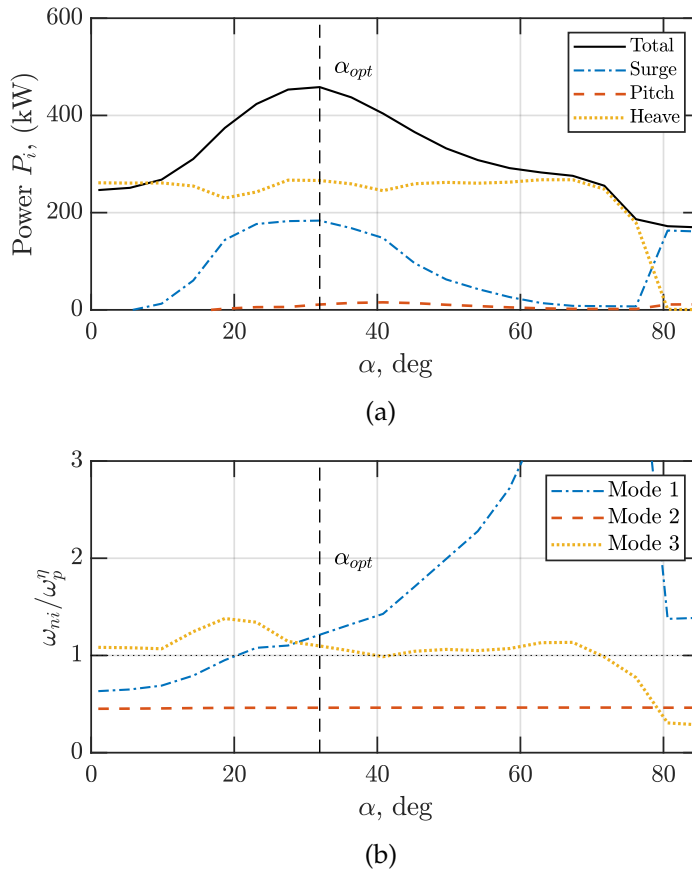 600
400
200
0
Power P_i, (kW)
α_opt
Total
Surge
Pitch
Heave
0 20 40 60 80
α, deg
(a)
3
2
1
0
ω_ni/ω_p^η
α_opt
Mode 1
Mode 2
Mode 3
0 20 40 60 80
α, deg
(b)